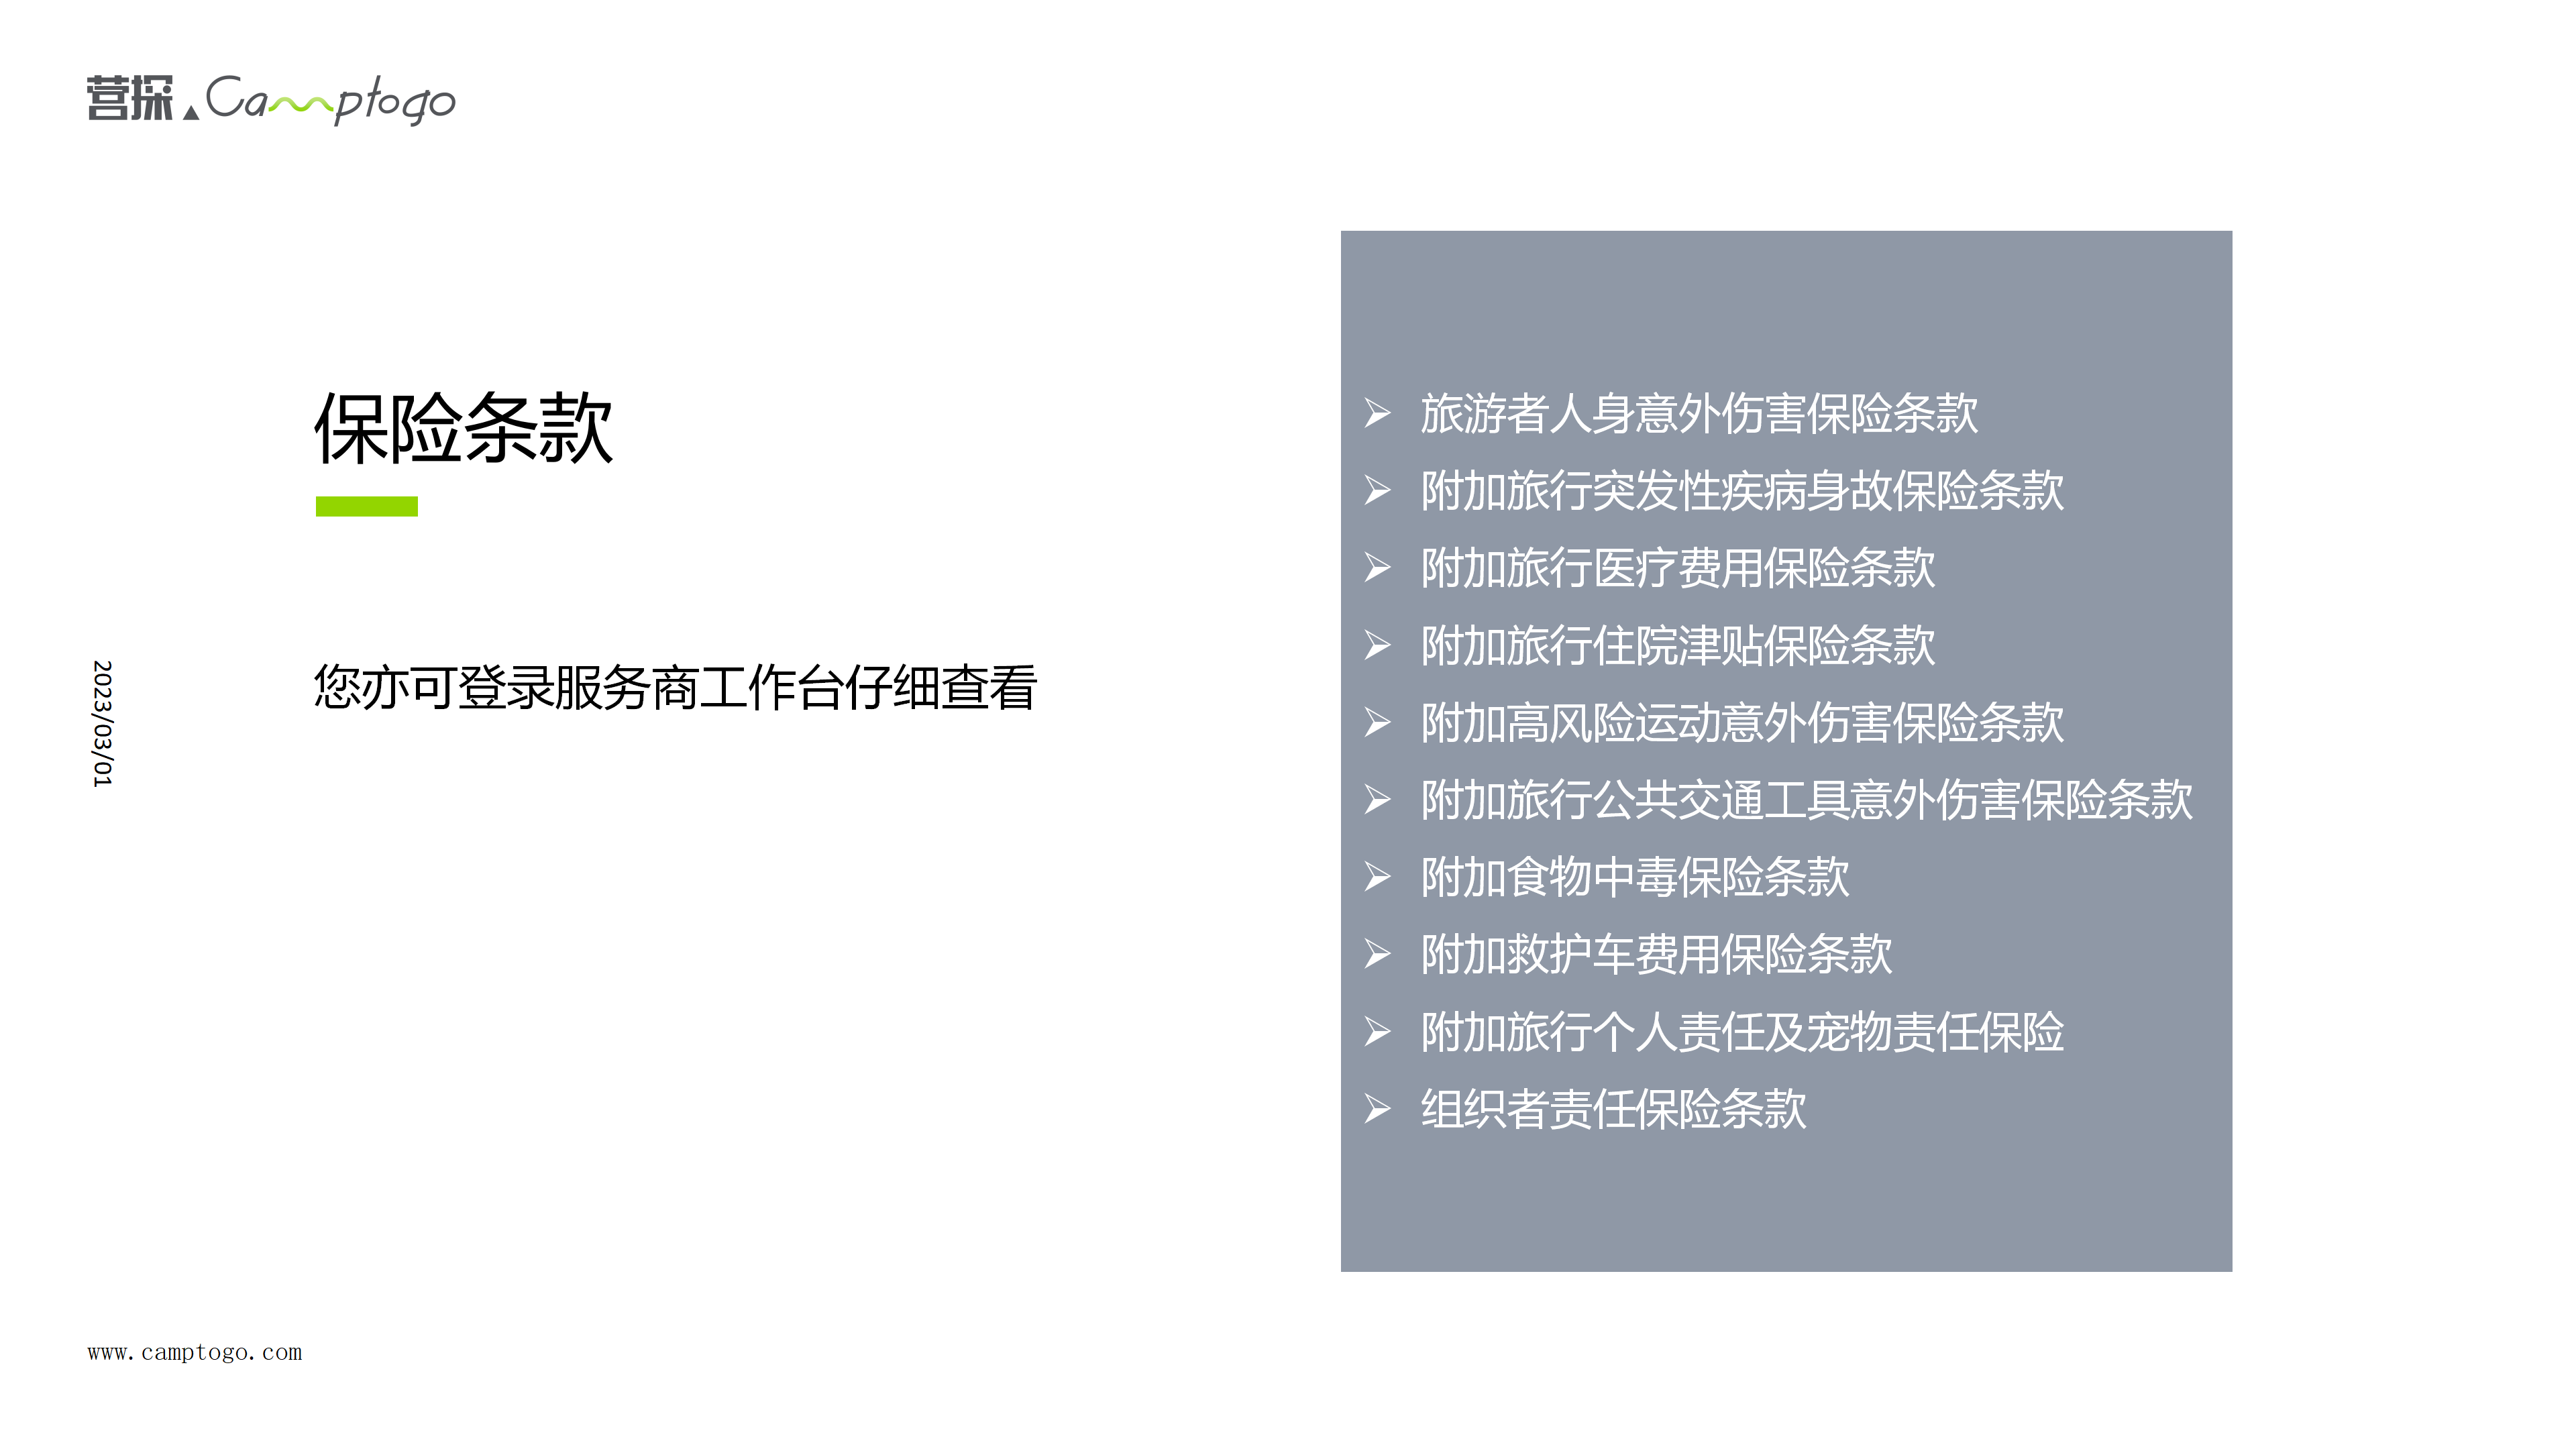 营探 Camptogo
保险条款
您亦可登录服务商工作台仔细查看
2023/03/01
旅游者人身意外伤害保险条款
附加旅行突发性疾病身故保险条款
附加旅行医疗费用保险条款
附加旅行住院津贴保险条款
附加高风险运动意外伤害保险条款
附加旅行公共交通工具意外伤害保险条款
附加食物中毒保险条款
附加救护车费用保险条款
附加旅行个人责任及宠物责任保险
组织者责任保险条款
www.camptogo.com